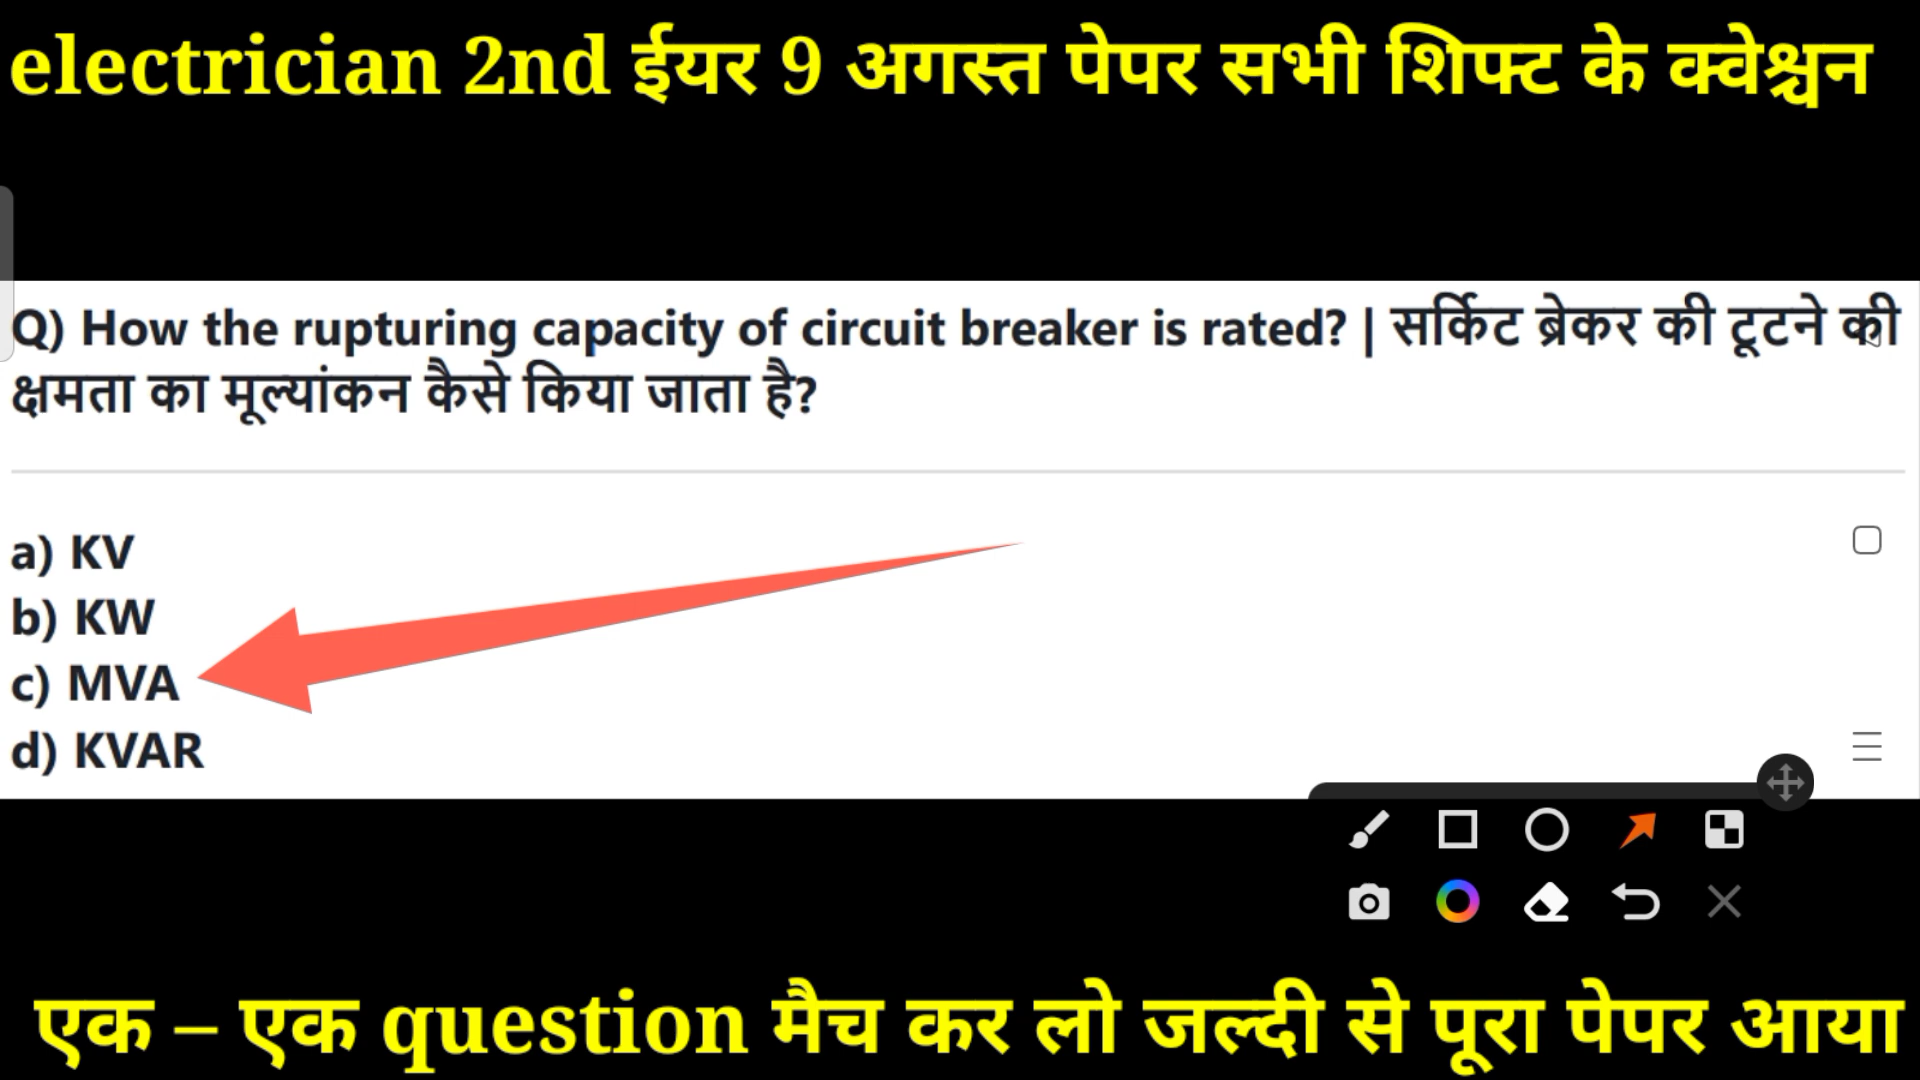 electrician 2nd ईयर 9 अगस्त पेपर सभी शिफ्ट के क्वेश्चन
Q) How the rupturing capacity of circuit breaker is rated? | सर्किट ब्रेकर की टूटने की
क्षमता का मूल्यांकन कैसे किया जाता है?
a) KV
b) KW
c) MVA
d) KVAR
एक – एक question मैच कर लो जल्दी से पूरा पेपर आया